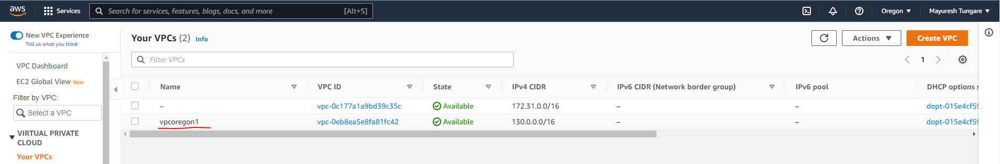 aws Services Search for services, features, blogs, docs, and more [Alt+S] Oregon Mayuresh Tungare
New VPC Experience
Tell us what you think
VPC Dashboard
EC2 Global View New
Filter by VPC:
Select a VPC
VIRTUAL PRIVATE
CLOUD
Your VPCs
Your VPCs (2) Info Actions Create VPC
Filter VPCs 1
Name VPC ID State IPv4 CIDR IPv6 CIDR (Network border group) IPv6 pool DHCP options s
– vpc-0c177a1a9bd39c35c Available 172.31.0.0/16 – – dopt-015e4cf59
vpcoregon1 vpc-0eb8ea5e8fa81fc42 Available 130.0.0.0/16 – – dopt-015e4cf59